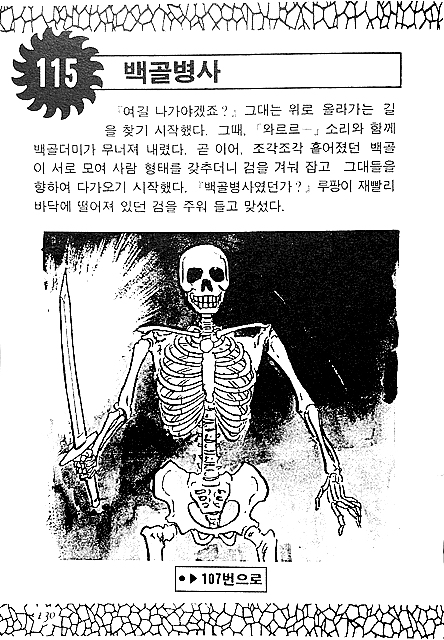 115 백골병사
『여길 나가야겠죠?』 그대는 위로 올라가는 길
을 찾기 시작했다. 그때, 「와르르―」 소리와 함께
백골더미가 무너져 내렸다. 곧 이어, 조각조각 흩어졌던 백골
이 서로 모여 사람 형태를 갖추더니 검을 겨눠 잡고 그대들을
향하여 다가오기 시작했다. 『백골병사였던가?』 루팡이 재빨리
바닥에 떨어져 있던 검을 주워 들고 맞섰다.
●▶107번으로
130